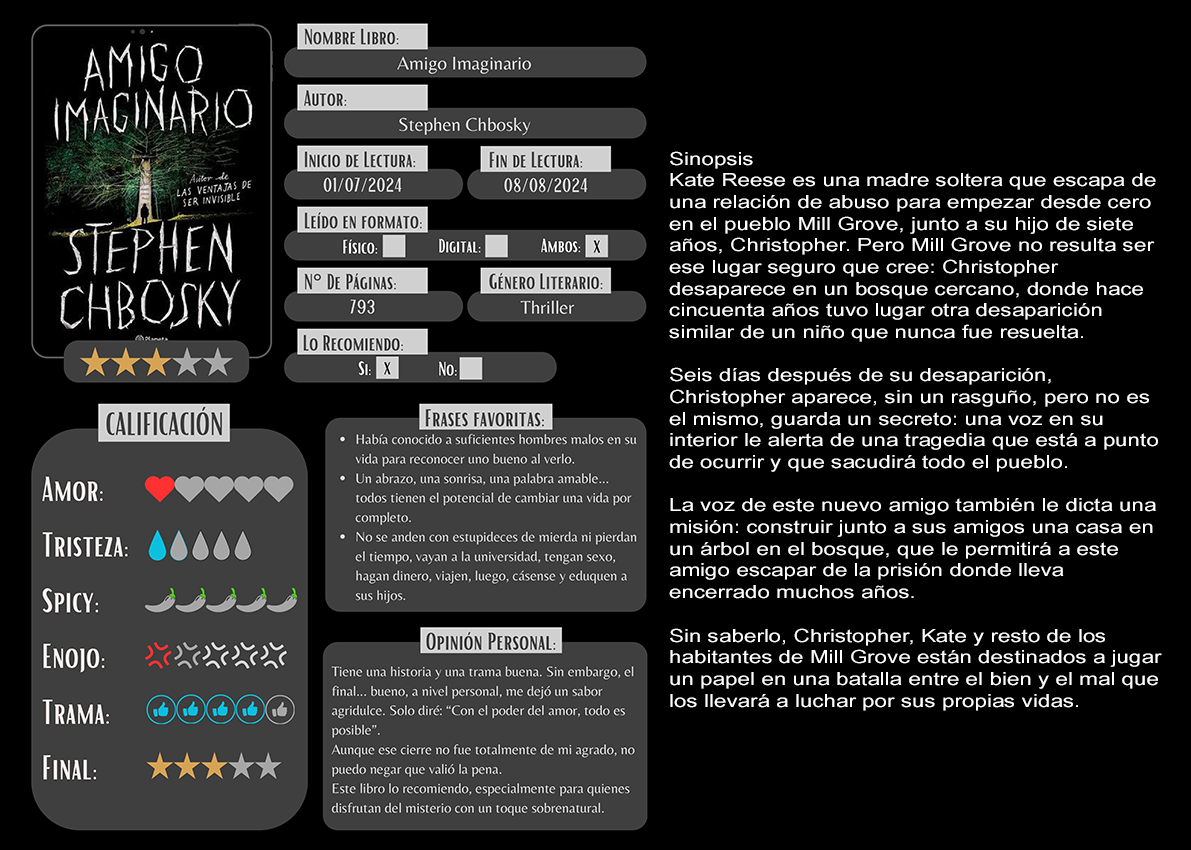 AMIGO
IMAGINARIO
Autor de
LAS VENTAJAS DE
SER INVISIBLE
STEPHEN
CHBOSKY
Planeta
Nombre Libro:
Amigo Imaginario
Autor:
Stephen Chbosky
Inicio de Lectura:
01/07/2024
Fin de Lectura:
08/08/2024
Leído en formato:
Físico:
Digital:
Ambos: X
N° De Páginas:
793
Género Literario:
Thriller
Lo Recomiendo:
Si: X
No:
CALIFICACIÓN
Amor:
Tristeza:
Spicy:
Enojo:
Trama:
Final:
Frases favoritas:
• Había conocido a suficientes hombres malos en su
vida para reconocer uno bueno al verlo.
• Un abrazo, una sonrisa, una palabra amable...
todos tienen el potencial de cambiar una vida por
completo.
• No se anden con estupideces de mierda ni pierdan
el tiempo, vayan a la universidad, tengan sexo,
hagan dinero, viajen, luego, cásense y eduquen a
sus hijos.
Opinión Personal:
Tiene una historia y una trama buena. Sin embargo, el
final... bueno, a nivel personal, me dejó un sabor
agridulce. Solo diré: “Con el poder del amor, todo es
posible”.
Aunque ese cierre no fue totalmente de mi agrado, no
puedo negar que valió la pena.
Este libro lo recomiendo, especialmente para quienes
disfrutan del misterio con un toque sobrenatural.
Sinopsis
Kate Reese es una madre soltera que escapa de
una relación de abuso para empezar desde cero
en el pueblo Mill Grove, junto a su hijo de siete
años, Christopher. Pero Mill Grove no resulta ser
ese lugar seguro que cree: Christopher
desaparece en un bosque cercano, donde hace
cincuenta años tuvo lugar otra desaparición
similar de un niño que nunca fue resuelta.
Seis días después de su desaparición,
Christopher aparece, sin un rasguño, pero no es
el mismo, guarda un secreto: una voz en su
interior le alerta de una tragedia que está a punto
de ocurrir y que sacudirá todo el pueblo.
La voz de este nuevo amigo también le dicta una
misión: construir junto a sus amigos una casa en
un árbol en el bosque, que le permitirá a este
amigo escapar de la prisión donde lleva
encerrado muchos años.
Sin saberlo, Christopher, Kate y resto de los
habitantes de Mill Grove están destinados a jugar
un papel en una batalla entre el bien y el mal que
los llevará a luchar por sus propias vidas.